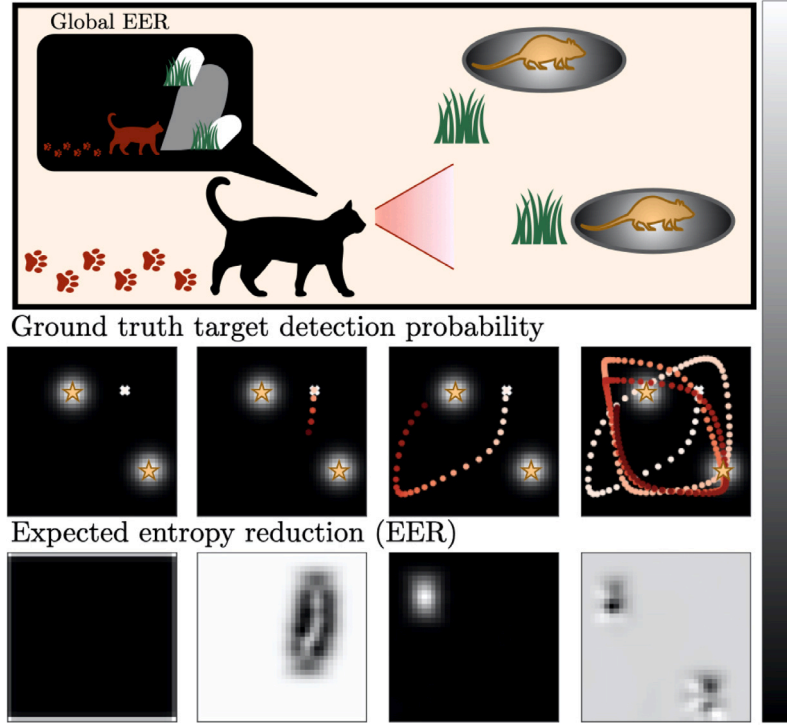 Global EER
Ground truth target detection probability
Expected entropy reduction (EER)